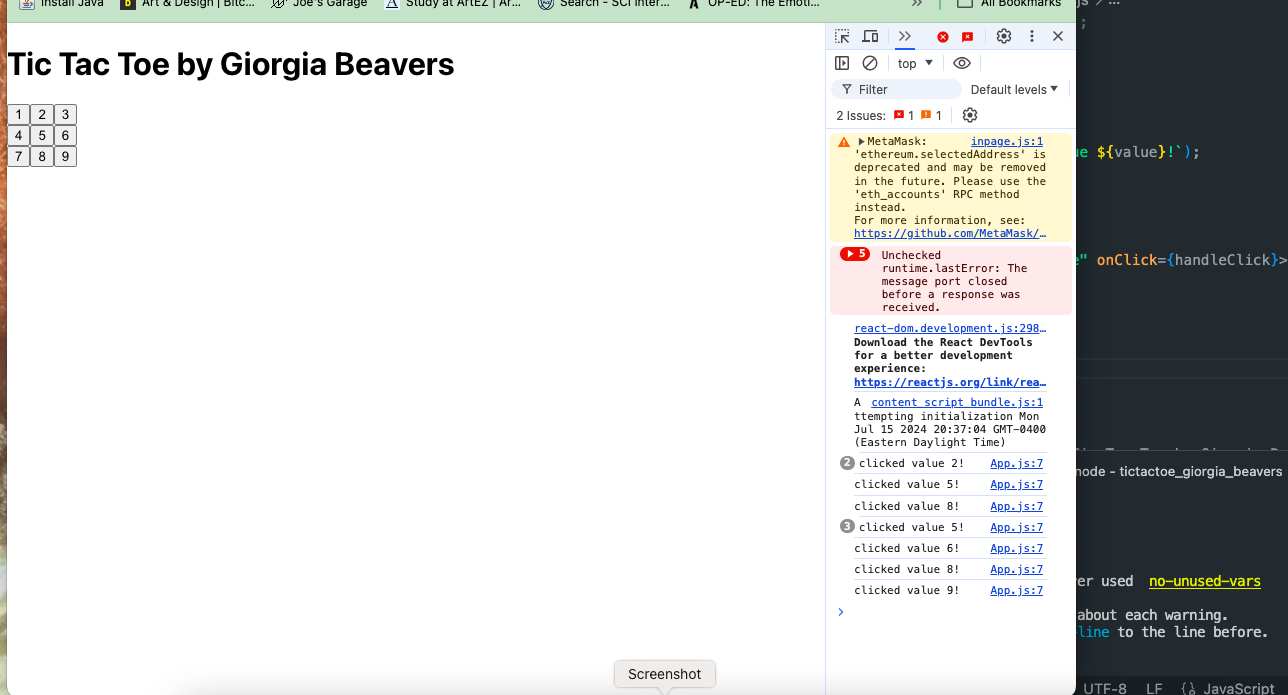 Install Java
Art & Design | Bitc...
Joe's Garage
Study at ArtEZ | Ar...
Search - SCI Inter...
OP-ED: The Emoti...
»
All Bookmarks
Tic Tac Toe by Giorgia Beavers
1 2 3
4 5 6
7 8 9
top
Filter
Default levels
2 Issues: 1 1
MetaMask: inpage.js:1
'ethereum.selectedAddress' is
deprecated and may be removed
in the future. Please use the
'eth_accounts' RPC method
instead.
For more information, see:
https://github.com/MetaMask/…
5 Unchecked
runtime.lastError: The
message port closed
before a response was
received.
react-dom.development.js:298…
Download the React DevTools
for a better development
experience:
https://reactjs.org/link/rea…
A content script bundle.js:1
ttempting initialization Mon
Jul 15 2024 20:37:04 GMT-0400
(Eastern Daylight Time)
2 clicked value 2! App.js:7
clicked value 5! App.js:7
clicked value 8! App.js:7
3 clicked value 5! App.js:7
clicked value 6! App.js:7
clicked value 8! App.js:7
clicked value 9! App.js:7
Screenshot
js
;
ue ${value}!`);
" onClick={handleClick}>
node - tictactoe_giorgia_beavers
ver used no-unused-vars
about each warning.
-line to the line before.
UTF-8 LF {} JavaScript